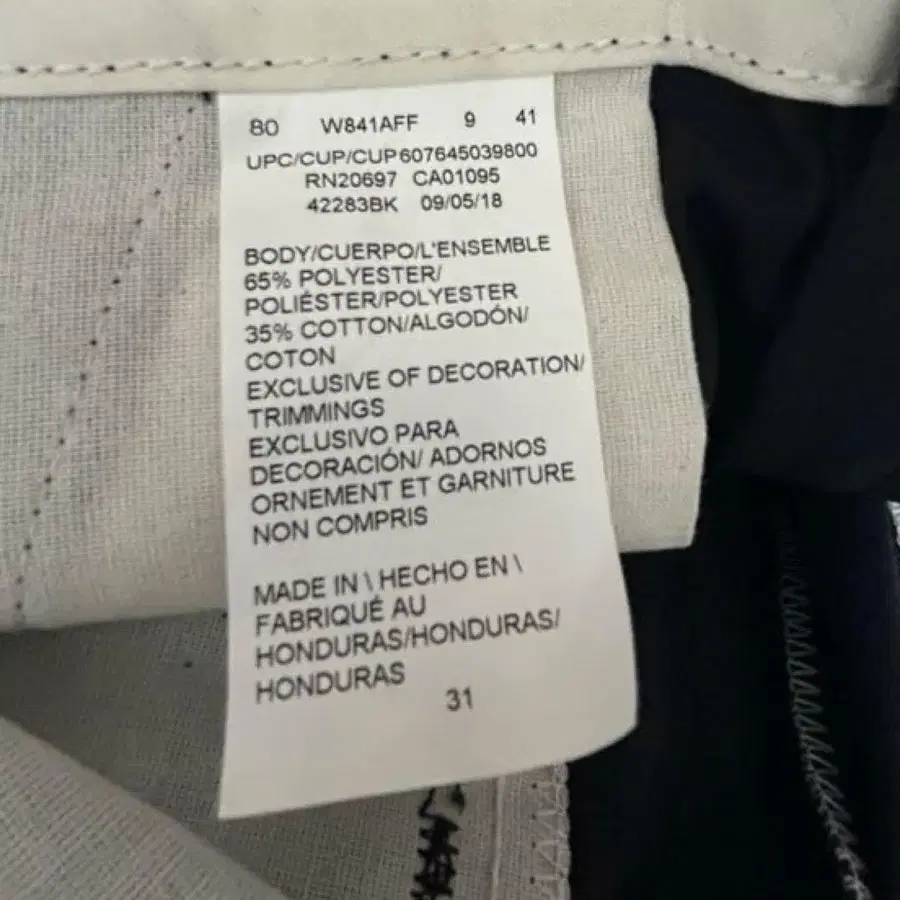 80 W841AFF 9 41
UPC/CUP/CUP607645039800
RN20697 CA01095
42283BK 09/05/18
BODY/CUERPO/L'ENSEMBLE
65% POLYESTER/
POLIÉSTER/POLYESTER
35% COTTON/ALGODÓN/
COTON
EXCLUSIVE OF DECORATION/
TRIMMINGS
EXCLUSIVO PARA
DECORACIÓN/ ADORNOS
ORNEMENT ET GARNITURE
NON COMPRIS
MADE IN \ HECHO EN \
FABRIQUÉ AU
HONDURAS/HONDURAS/
HONDURAS
31